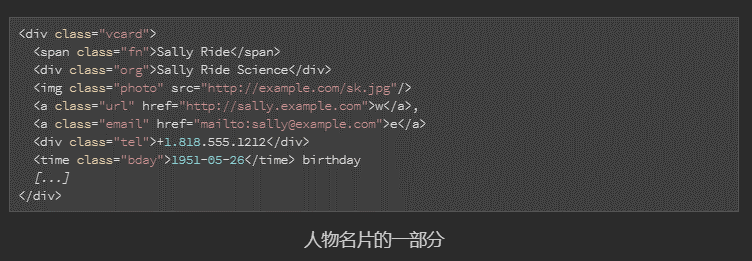 <div class="vcard">
<span class="fn">Sally Ride</span>
<div class="org">Sally Ride Science</div>
<img class="photo" src="http://example.com/sk.jpg"/>
<a class="url" href="http://sally.example.com">w</a>,
<a class="email" href="mailto:sally@example.com">e</a>
<div class="tel">+1.818.555.1212</div>
<time class="bday">1951-05-26</time> birthday
[...]
</div>
人物名片的一部分